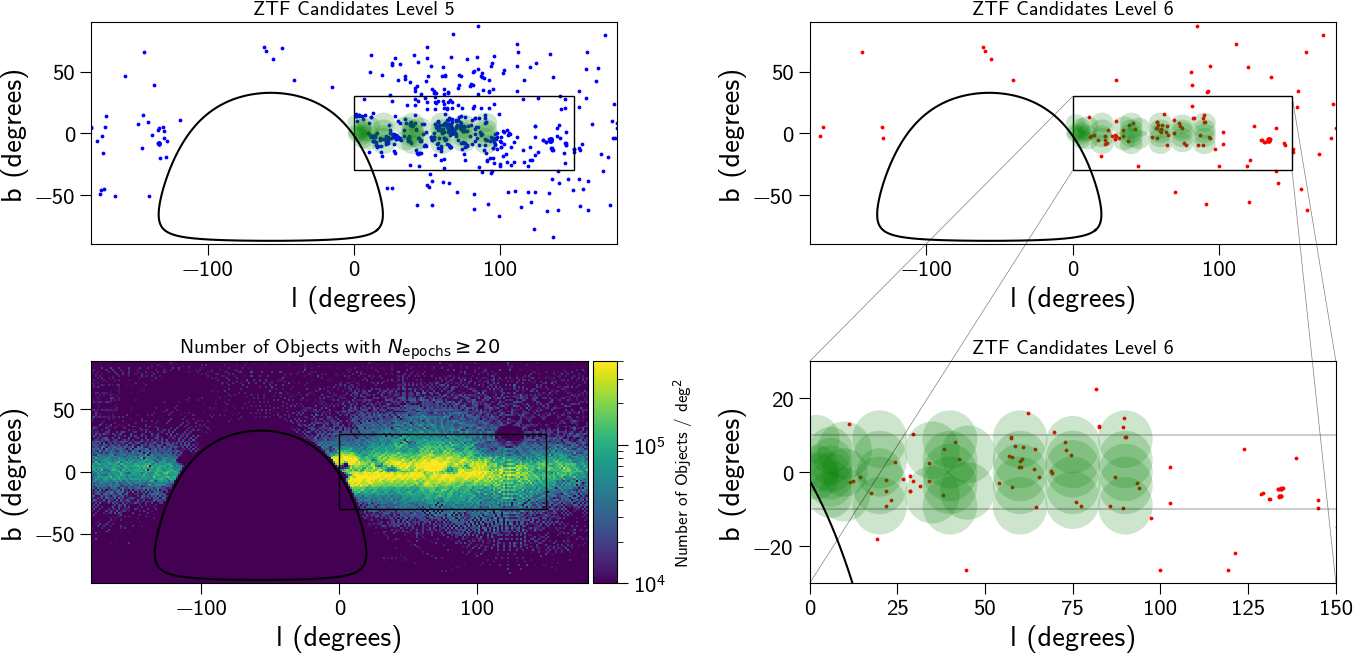 ZTF Candidates Level 5
b (degrees)
50
0
−50
−100
0
100
l (degrees)
ZTF Candidates Level 6
b (degrees)
50
0
−50
−100
0
100
l (degrees)
Number of Objects with N_epochs ≥ 20
b (degrees)
50
0
−50
−100
0
100
l (degrees)
10^5
10^4
Number of Objects / deg^2
ZTF Candidates Level 6
b (degrees)
20
0
−20
0
25
50
75
100
125
150
l (degrees)